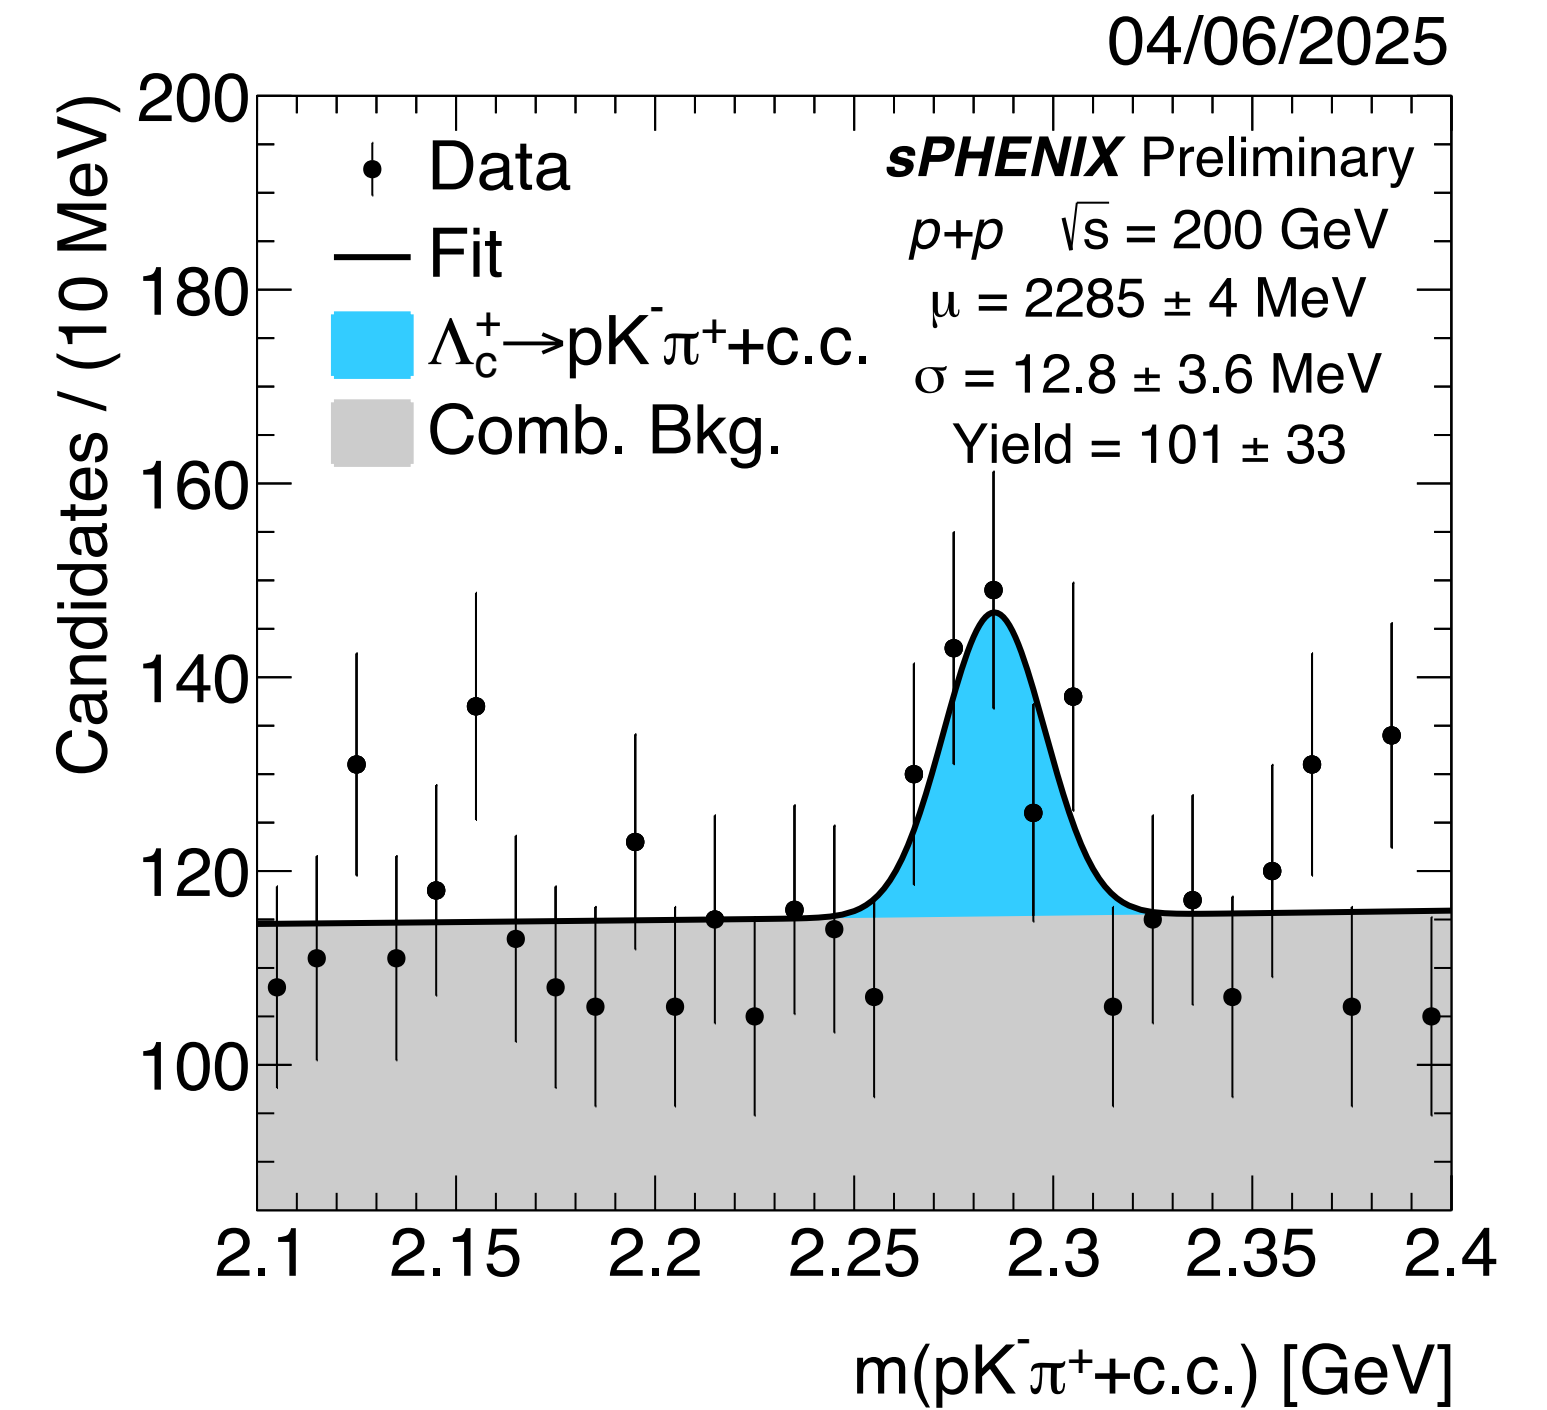 04/06/2025
Candidates / (10 MeV)
200
180
160
140
120
100
Data
Fit
Λc+→pK-π++c.c.
Comb. Bkg.
sPHENIX Preliminary
p+p √s = 200 GeV
μ = 2285 ± 4 MeV
σ = 12.8 ± 3.6 MeV
Yield = 101 ± 33
2.1 2.15 2.2 2.25 2.3 2.35 2.4
m(pK-π++c.c.) [GeV]